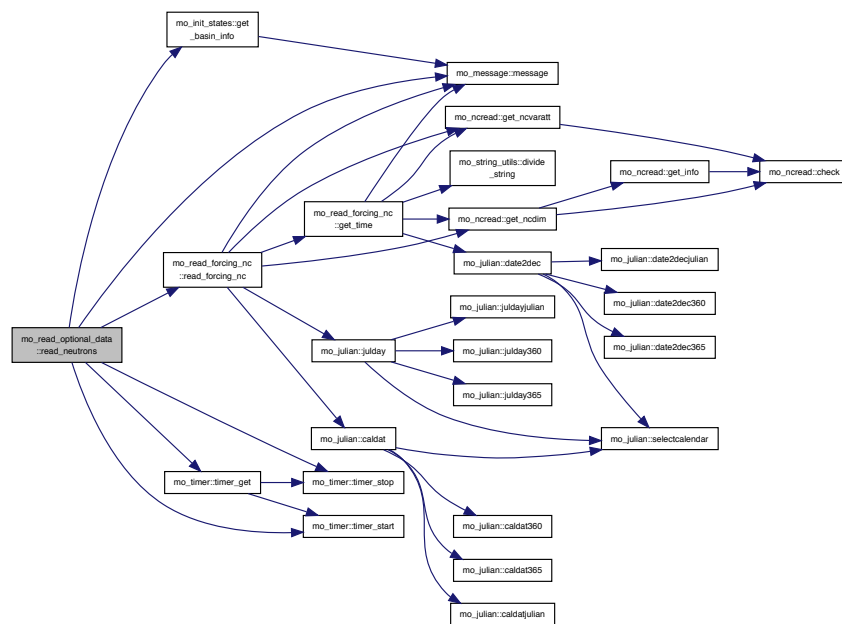 mo_init_states::get
_basin_info
mo_message::message
mo_ncread::get_ncvaratt
mo_string_utils::divide
_string
mo_ncread::get_info
mo_ncread::check
mo_read_forcing_nc
::get_time
mo_ncread::get_ncdim
mo_read_forcing_nc
::read_forcing_nc
mo_julian::date2dec
mo_julian::date2decjulian
mo_julian::date2dec360
mo_julian::date2dec365
mo_julian::juldayjulian
mo_read_optional_data
::read_neutrons
mo_julian::julday
mo_julian::julday360
mo_julian::julday365
mo_julian::caldat
mo_julian::selectcalendar
mo_timer::timer_get
mo_timer::timer_stop
mo_timer::timer_start
mo_julian::caldat360
mo_julian::caldat365
mo_julian::caldatjulian